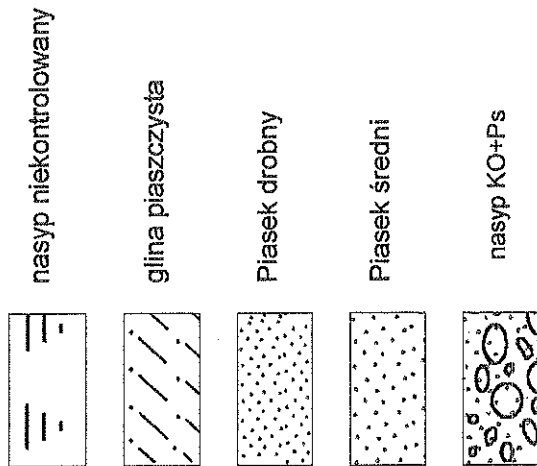 nasyp niekontrolowany
glina piaszczysta
Piasek drobny
Piasek średni
nasyp KO+Ps